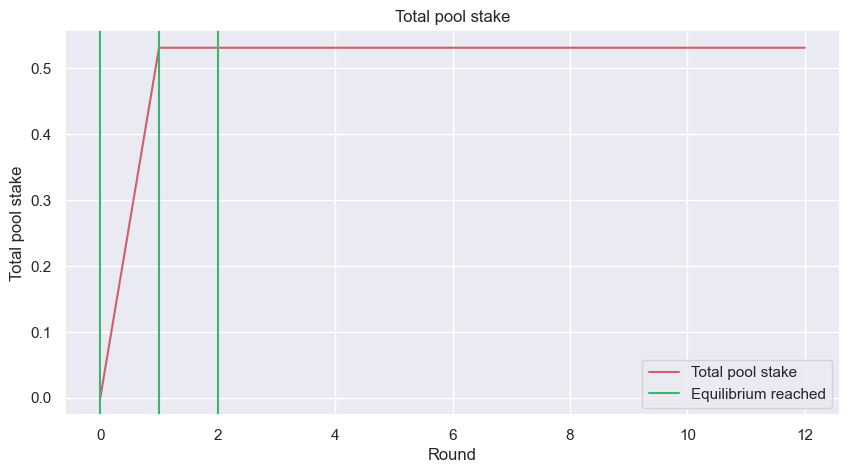 Total pool stake
Total pool stake
0.5
0.4
0.3
0.2
0.1
0.0
0 2 4 6 8 10 12
Round
Total pool stake
Equilibrium reached